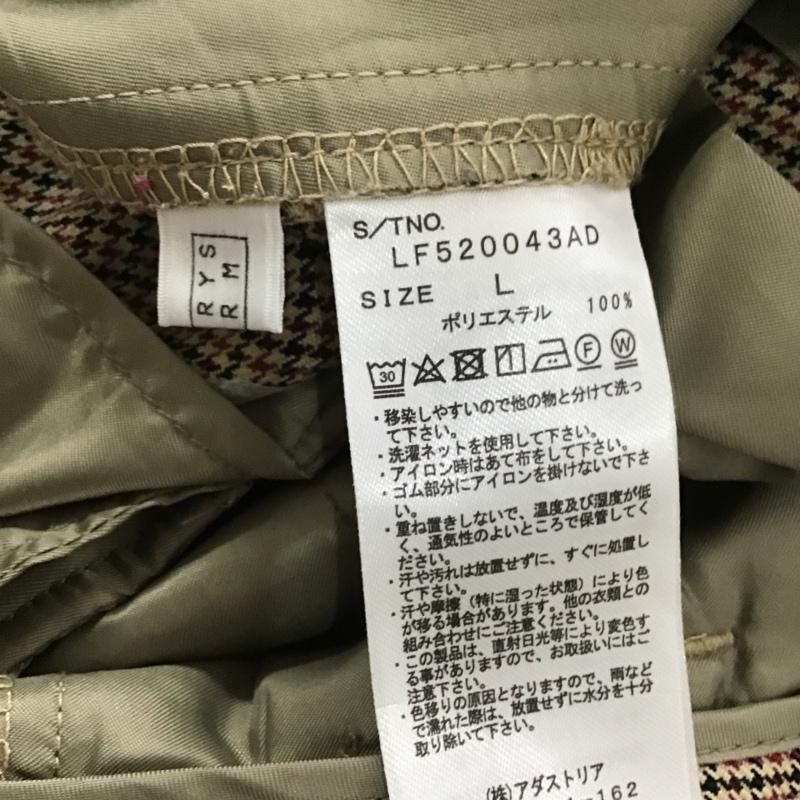 RYS
RM
S/TNO.
LF520043AD
SIZE L
ポリエステル 100%
30
F
W
・移染しやすいので他の物と分けて洗っ
て下さい。
・洗濯ネットを使用して下さい。
・アイロン時はあて布をして下さい。
・ゴム部分にアイロンを掛けないで下さ
い。
・重ね置きしないで、温度及び湿度が低
く、通気性のよいところで保管してく
ださい。
・汗や汚れは放置せずに、すぐに処置し
て下さい。
・汗や摩擦（特に湿った状態）により色
が移る場合があります。他の衣類との
組み合わせにご注意ください。
・この製品は、直射日光等により変色す
る事がありますので、お取扱いにはご
注意下さい。
・色移りの原因となりますので、雨など
で濡れた際は、放置せずに水分を十分
取り除いて下さい。
(株)アダストリア
-162